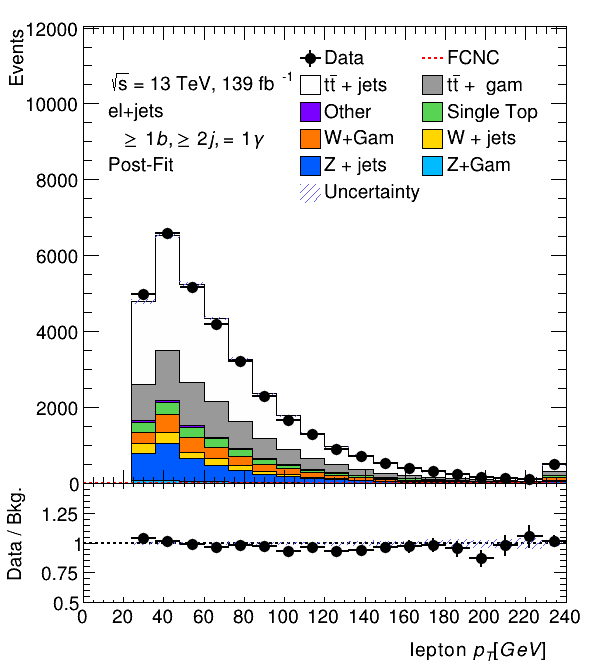 12000
10000
8000
6000
4000
2000
0
Events
√s = 13 TeV, 139 fb -1
el+jets
≥ 1b, ≥ 2j, = 1γ
Post-Fit
Data FCNC
tt̄ + jets tt̄ + gam
Other Single Top
W+Gam W + jets
Z + jets Z+Gam
Uncertainty
1.25
1
0.75
0.5
Data / Bkg.
0 20 40 60 80 100 120 140 160 180 200 220 240
lepton pT[GeV]